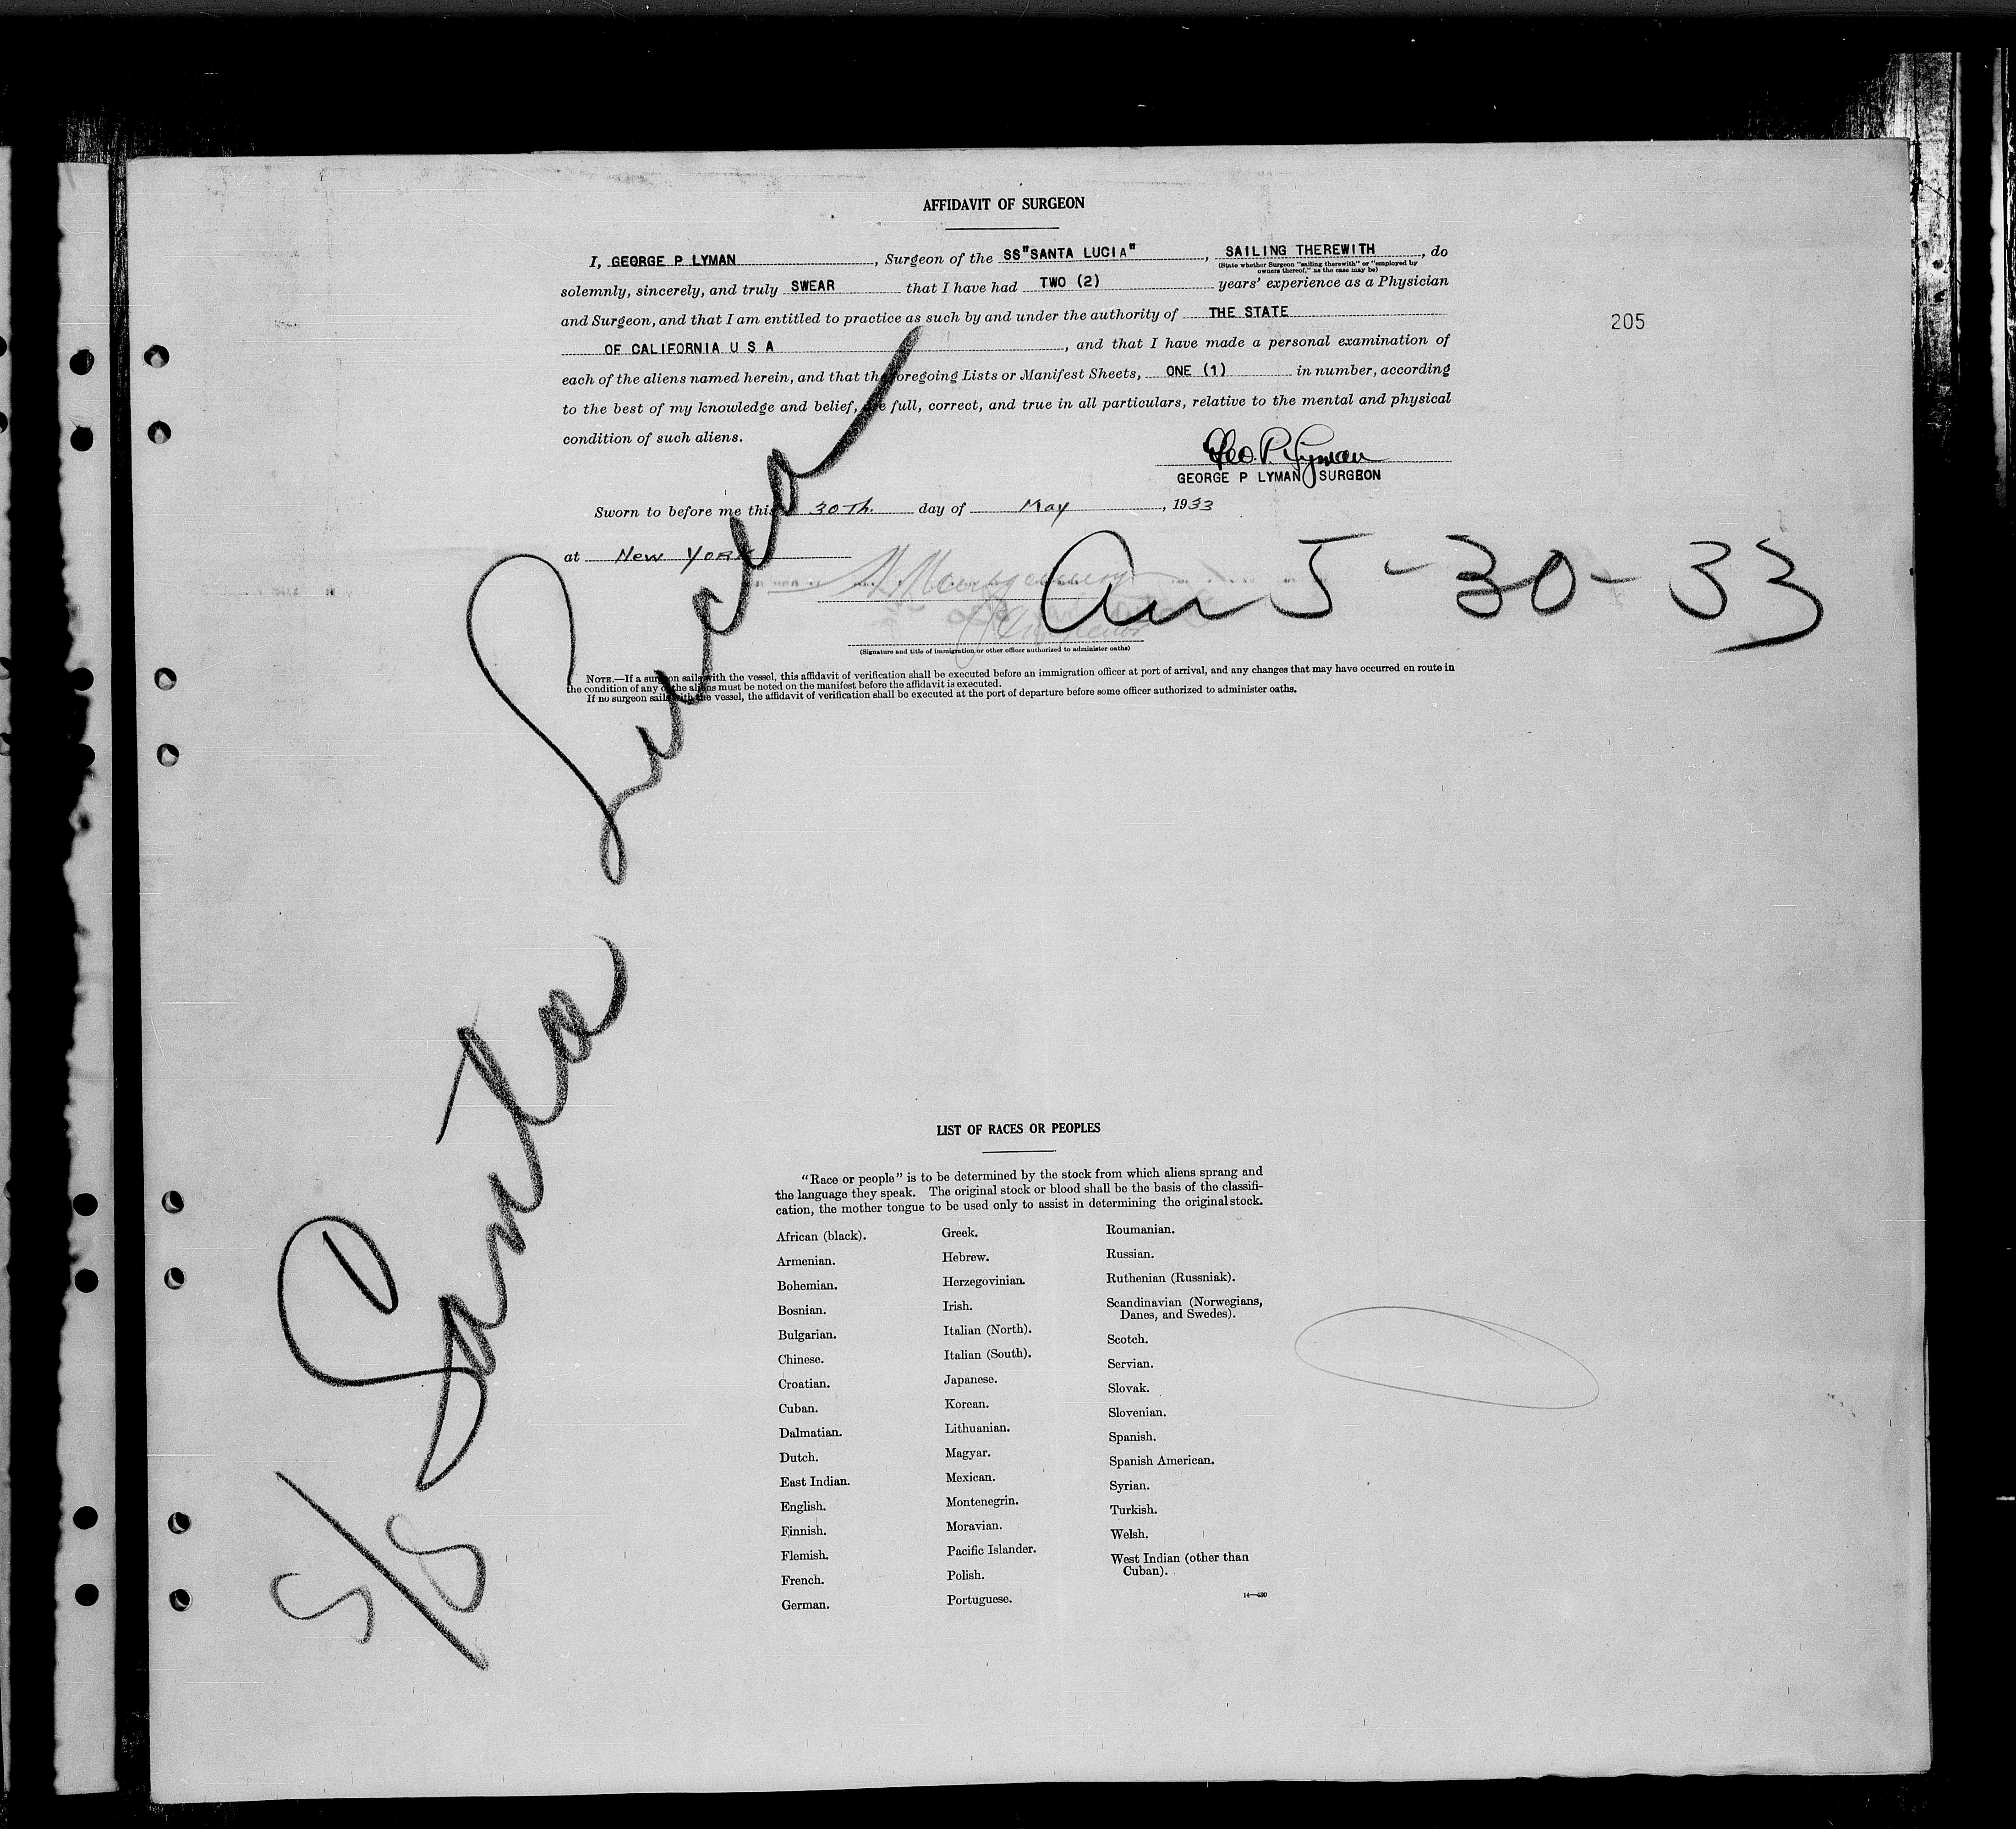 AFFIDAVIT OF SURGEON
I, GEORGE P LYMAN, Surgeon of the SS"SANTA LUCIA", SAILING THEREWITH, do
(State whether Surgeon "sailing therewith" or "employed by
owners thereof," as the case may be)
solemnly, sincerely, and truly SWEAR that I have had TWO (2) years' experience as a Physician
and Surgeon, and that I am entitled to practice as such by and under the authority of THE STATE
205
OF CALIFORNIA U S A, and that I have made a personal examination of
each of the aliens named herein, and that the foregoing Lists or Manifest Sheets, ONE (1) in number, according
to the best of my knowledge and belief, are full, correct, and true in all particulars, relative to the mental and physical
condition of such aliens.
Geo. P. Lyman
GEORGE P LYMAN SURGEON
Sworn to before me this 30Th. day of May, 1933
at New York
Arr 5-30-33
(Signature and title of immigration or other officer authorized to administer oaths)
NOTE.—If a surgeon sails with the vessel, this affidavit of verification shall be executed before an immigration officer at port of arrival, and any changes that may have occurred en route in
the condition of any of the aliens must be noted on the manifest before the affidavit is executed.
If no surgeon sails with the vessel, the affidavit of verification shall be executed at the port of departure before some officer authorized to administer oaths.
S/S Santa Lucia
LIST OF RACES OR PEOPLES
"Race or people" is to be determined by the stock from which aliens sprang and
the language they speak. The original stock or blood shall be the basis of the classifi-
cation, the mother tongue to be used only to assist in determining the original stock.
African (black).
Armenian.
Bohemian.
Bosnian.
Bulgarian.
Chinese.
Croatian.
Cuban.
Dalmatian.
Dutch.
East Indian.
English.
Finnish.
Flemish.
French.
German.
Greek.
Hebrew.
Herzegovinian.
Irish.
Italian (North).
Italian (South).
Japanese.
Korean.
Lithuanian.
Magyar.
Mexican.
Montenegrin.
Moravian.
Pacific Islander.
Polish.
Portuguese.
Roumanian.
Russian.
Ruthenian (Russniak).
Scandinavian (Norwegians,
Danes, and Swedes).
Scotch.
Servian.
Slovak.
Slovenian.
Spanish.
Spanish American.
Syrian.
Turkish.
Welsh.
West Indian (other than
Cuban).